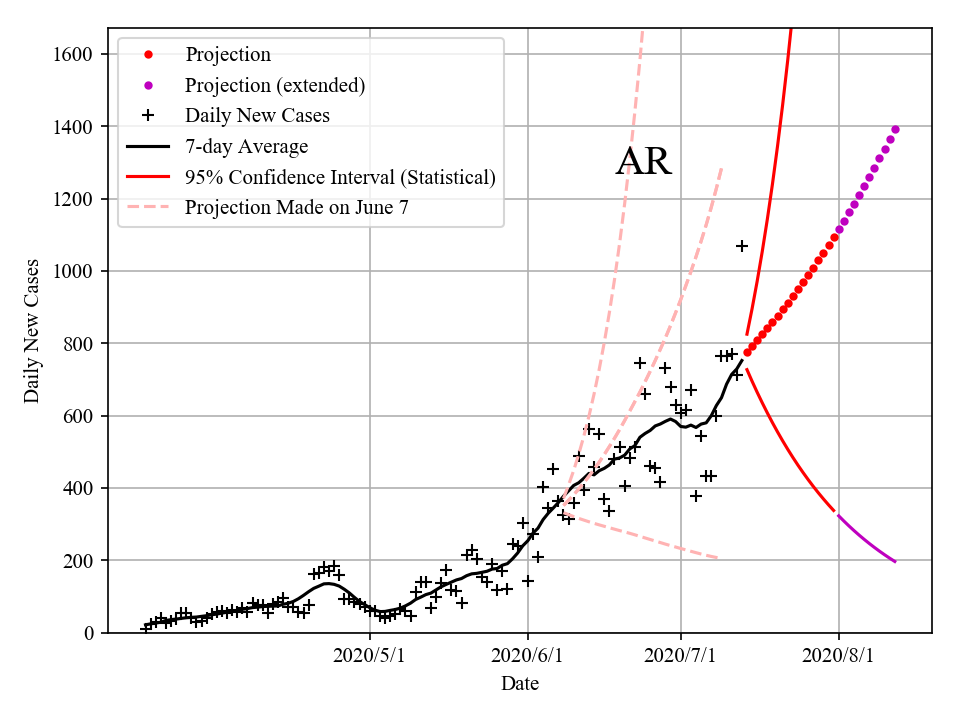 Projection
Projection (extended)
Daily New Cases
7-day Average
95% Confidence Interval (Statistical)
Projection Made on June 7
AR
1600
1400
1200
1000
800
600
400
200
0
Daily New Cases
2020/5/1
2020/6/1
2020/7/1
2020/8/1
Date